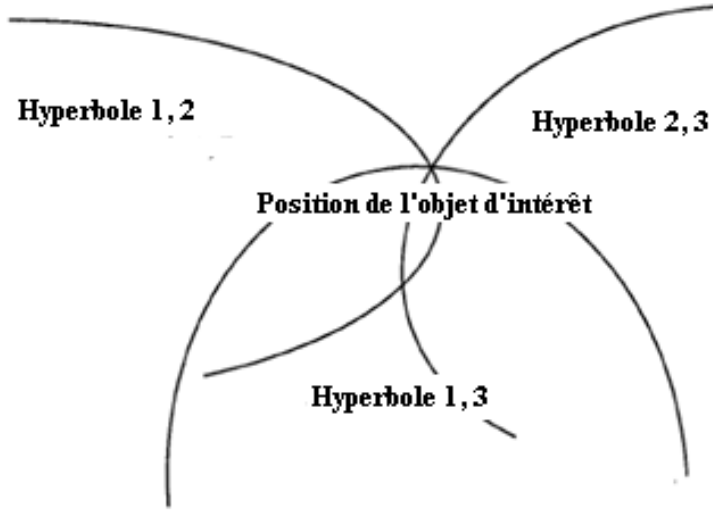 Hyperbole 1, 2
Hyperbole 2, 3
Position de l'objet d'intérêt
Hyperbole 1, 3